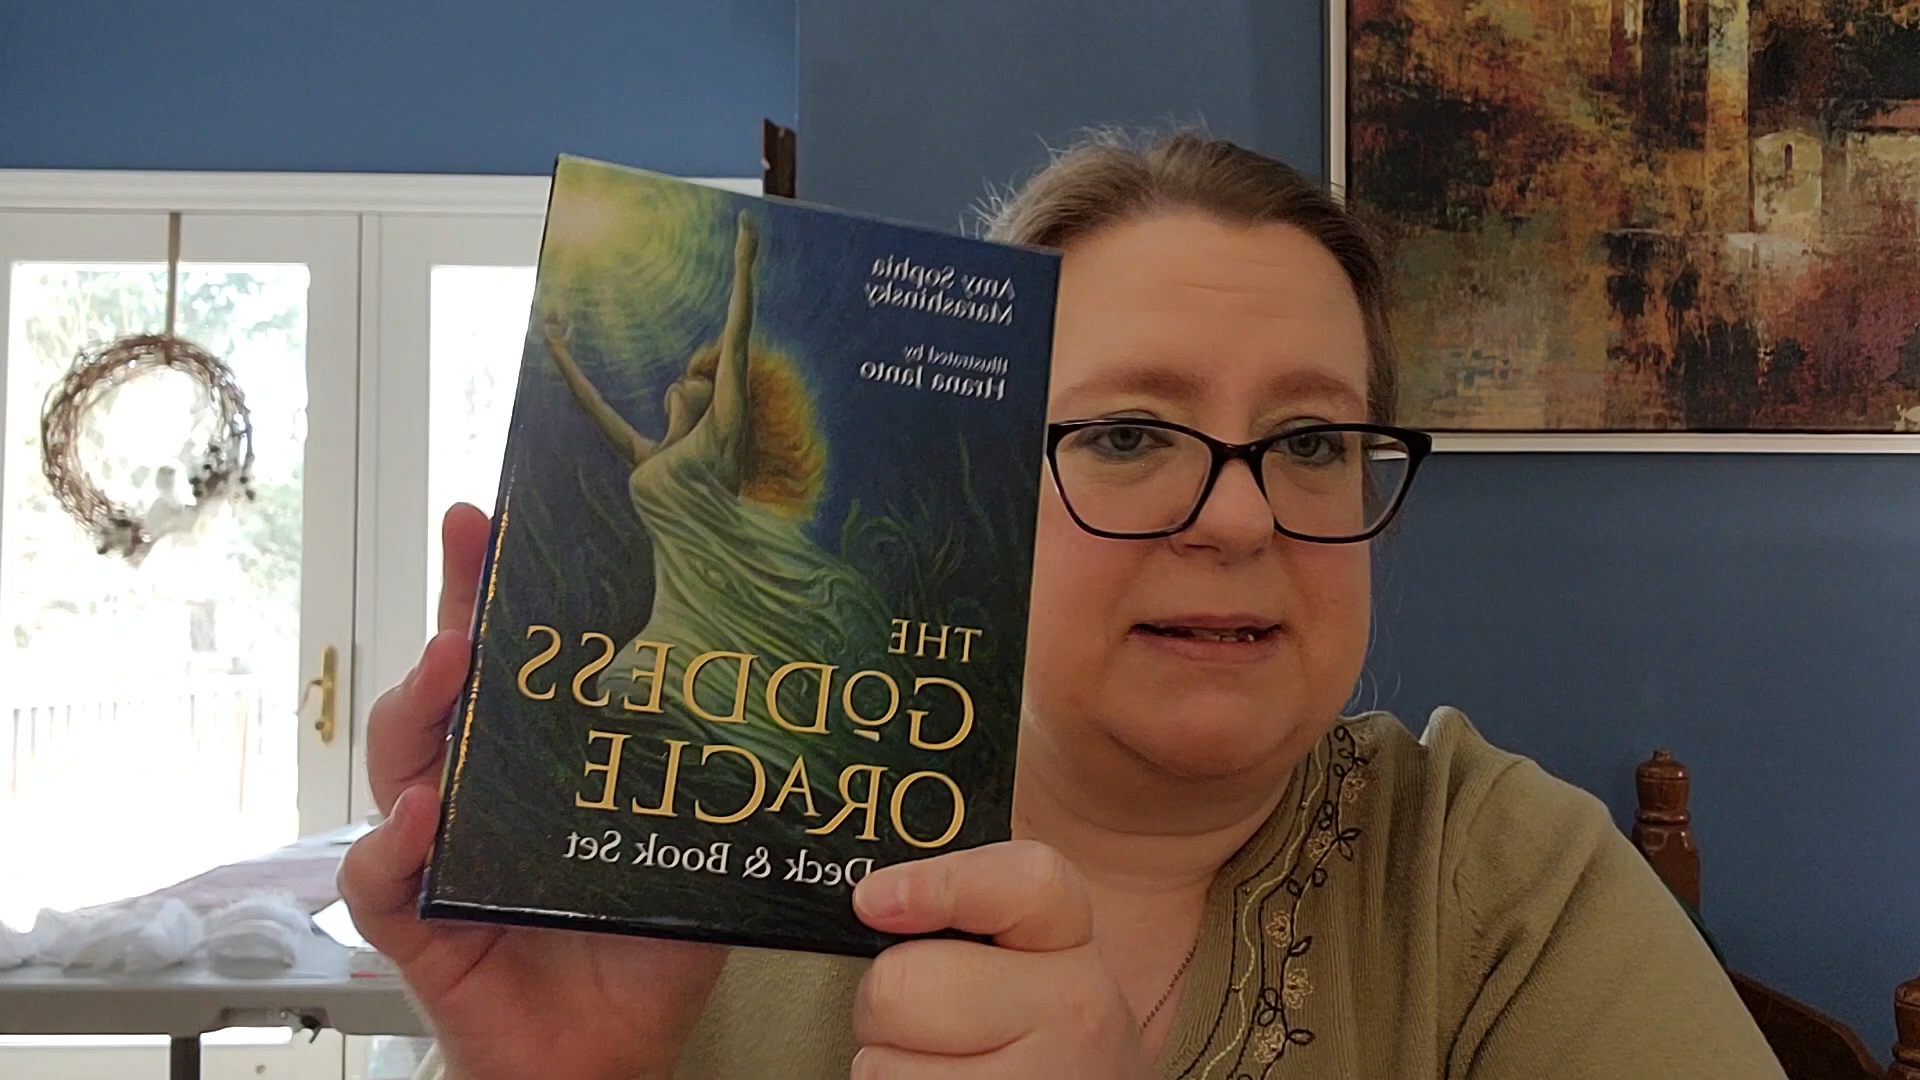 Amy Sophia
Marashinsky
Illustrated by
Hrana Janto
THE
GODDESS
ORACLE
Deck & Book Set